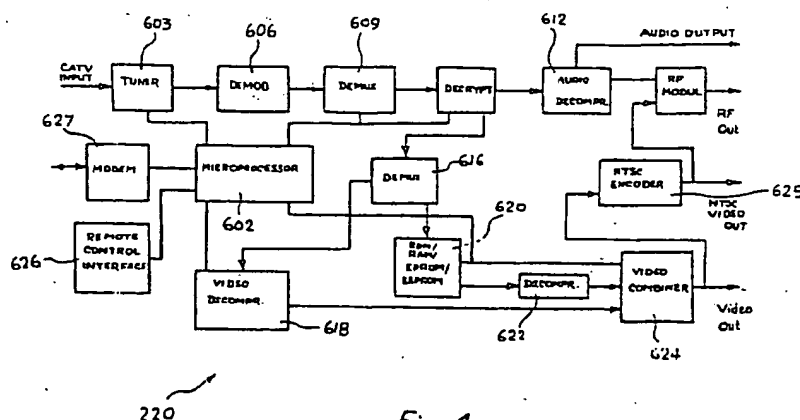 603
606
609
612
AUDIO OUTPUT
CATV
INPUT
TUNER
DEMOD
DEMUX
DECRYPT
AUDIO
DECOMPR.
RF
MODUL
RF
Out
627
MODEM
MICROPROCESSOR
602
DEMUX
616
NTSC
ENCODER
625
NTSC
VIDEO
OUT
626
REMOTE
CONTROL
INTERFACE
620
ROM/
RAM/
EPROM/
EEPROM
VIDEO
DECOMPR.
618
DECOMPR.
622
VIDEO
COMBINER
624
Video
Out
220